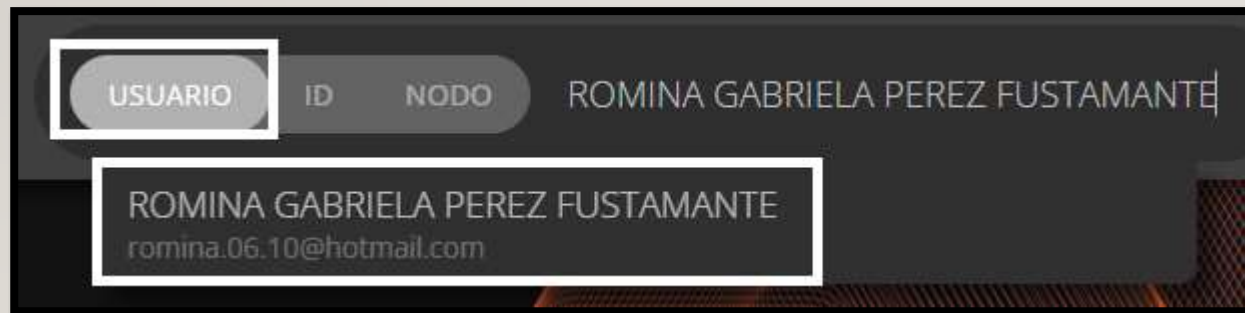 USUARIO ID NODO ROMINA GABRIELA PEREZ FUSTAMANTE
ROMINA GABRIELA PEREZ FUSTAMANTE
romina.06.10@hotmail.com